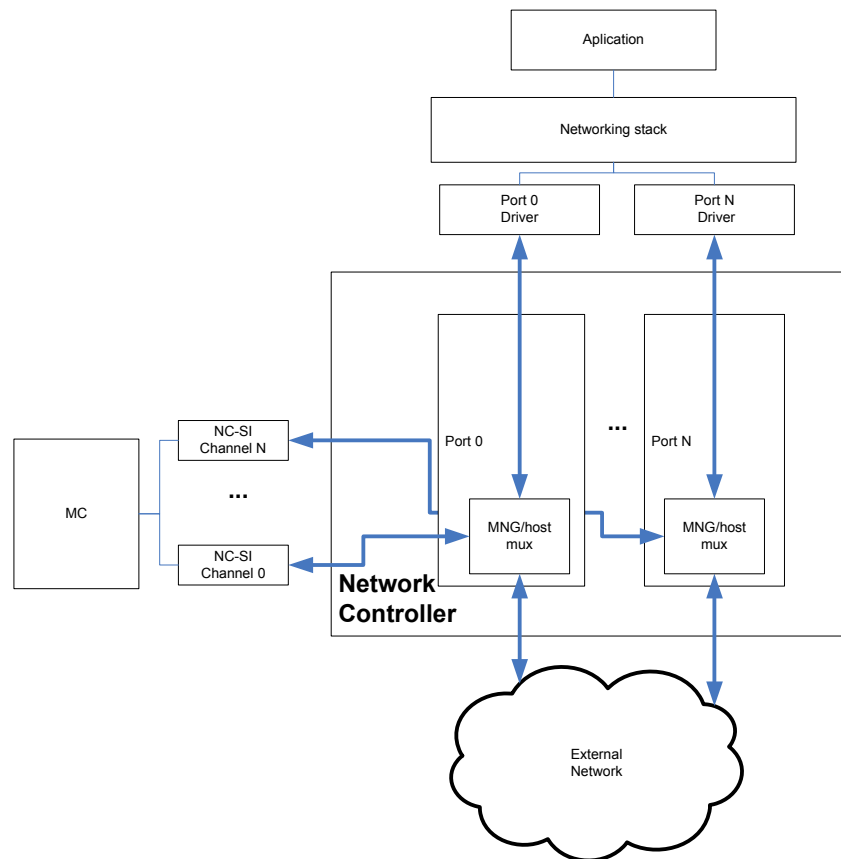 Aplication
Networking stack
Port 0
Driver
Port N
Driver
NC-SI
Channel N
Port 0
...
Port N
MC
...
MNG/host
mux
MNG/host
mux
NC-SI
Channel 0
Network
Controller
External
Network